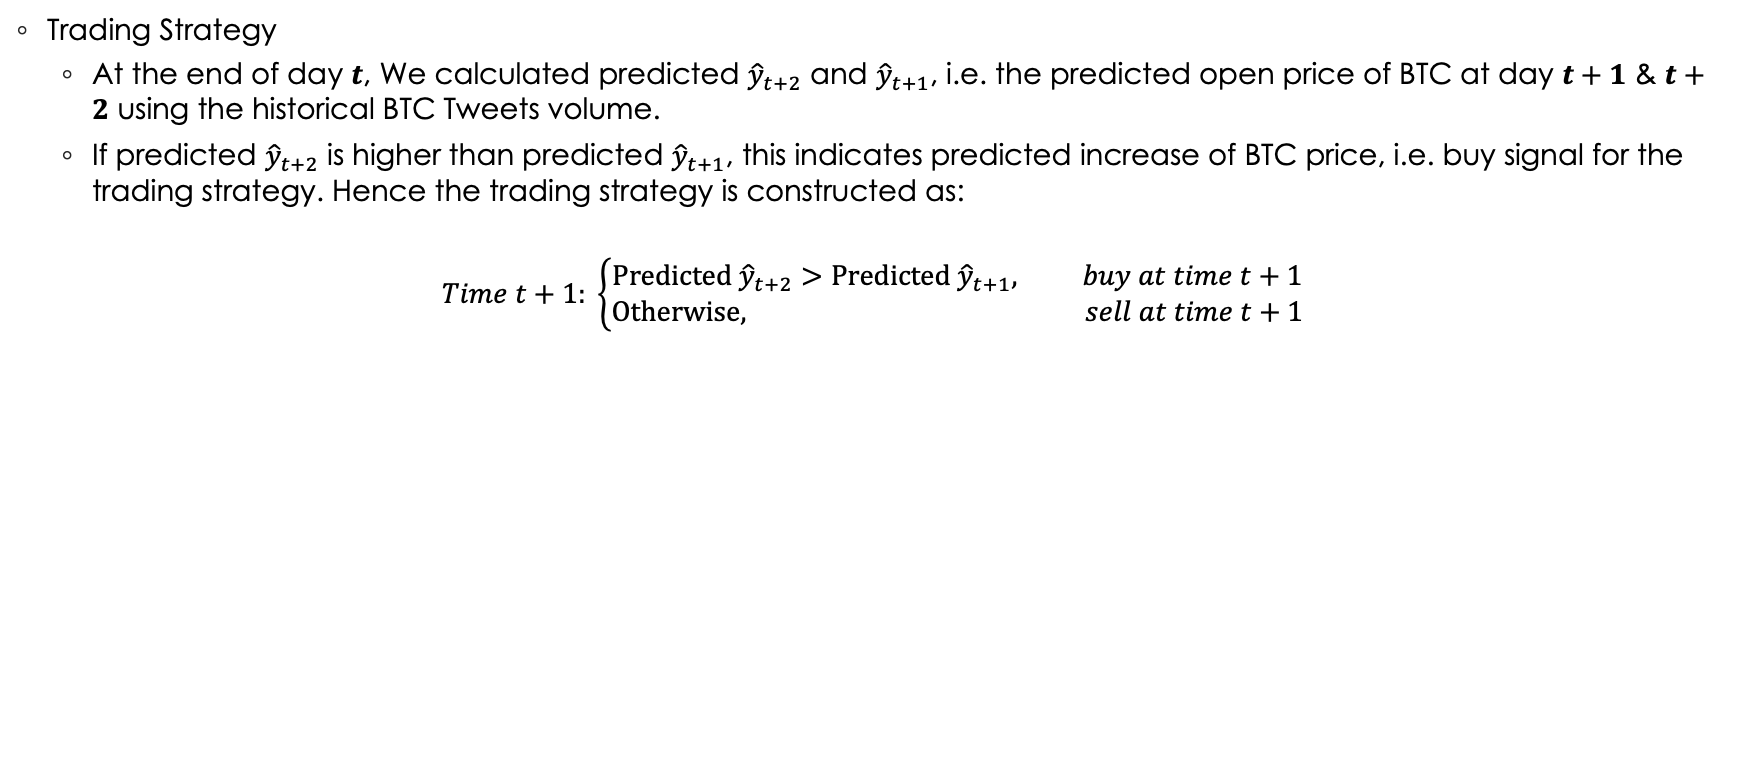 ◦ Trading Strategy
◦ At the end of day t, We calculated predicted ŷₜ₊₂ and ŷₜ₊₁, i.e. the predicted open price of BTC at day t + 1 & t +
2 using the historical BTC Tweets volume.
◦ If predicted ŷₜ₊₂ is higher than predicted ŷₜ₊₁, this indicates predicted increase of BTC price, i.e. buy signal for the
trading strategy. Hence the trading strategy is constructed as:
Time t + 1: { Predicted ŷₜ₊₂ > Predicted ŷₜ₊₁, buy at time t + 1
Otherwise, sell at time t + 1